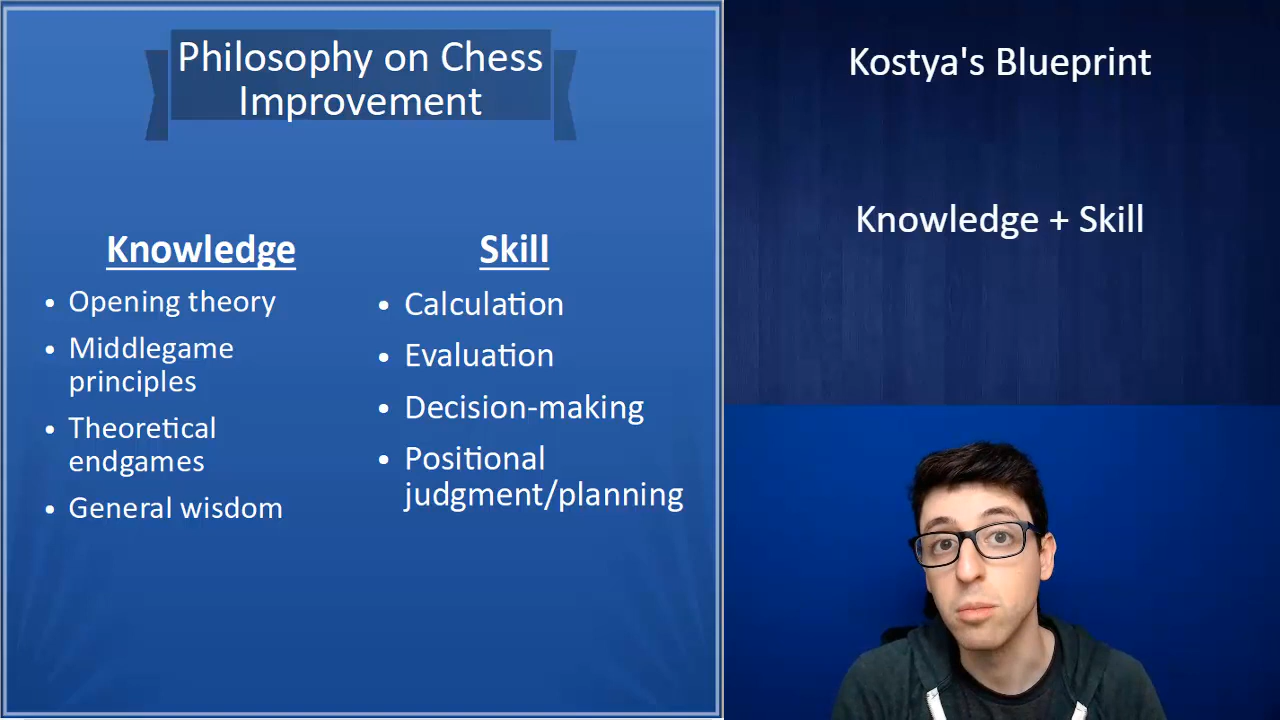 Philosophy on Chess
Improvement
Knowledge
• Opening theory
• Middlegame
principles
• Theoretical
endgames
• General wisdom
Skill
• Calculation
• Evaluation
• Decision-making
• Positional
judgment/planning
Kostya's Blueprint
Knowledge + Skill